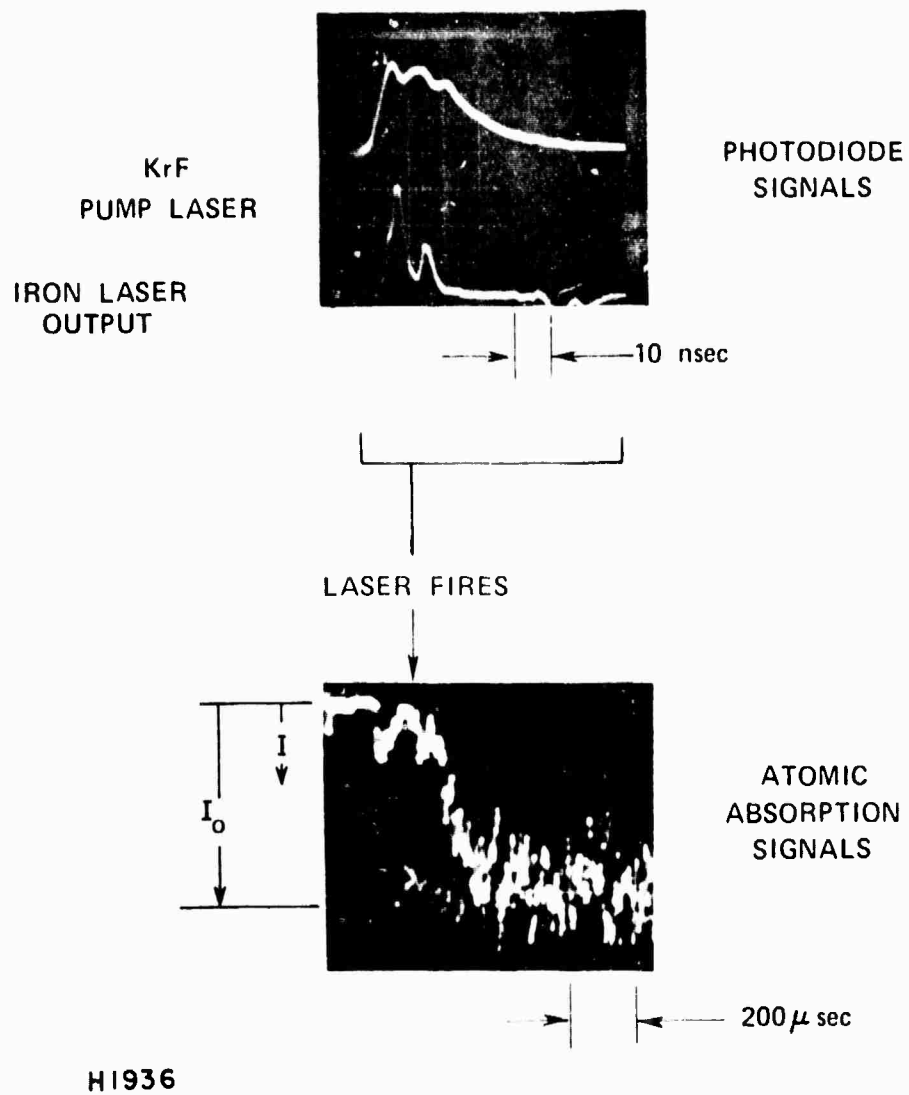 KrF
PUMP LASER
IRON LASER
OUTPUT
PHOTODIODE
SIGNALS
10 nsec
LASER FIRES
I
I₀
ATOMIC
ABSORPTION
SIGNALS
200 μ sec
H1936